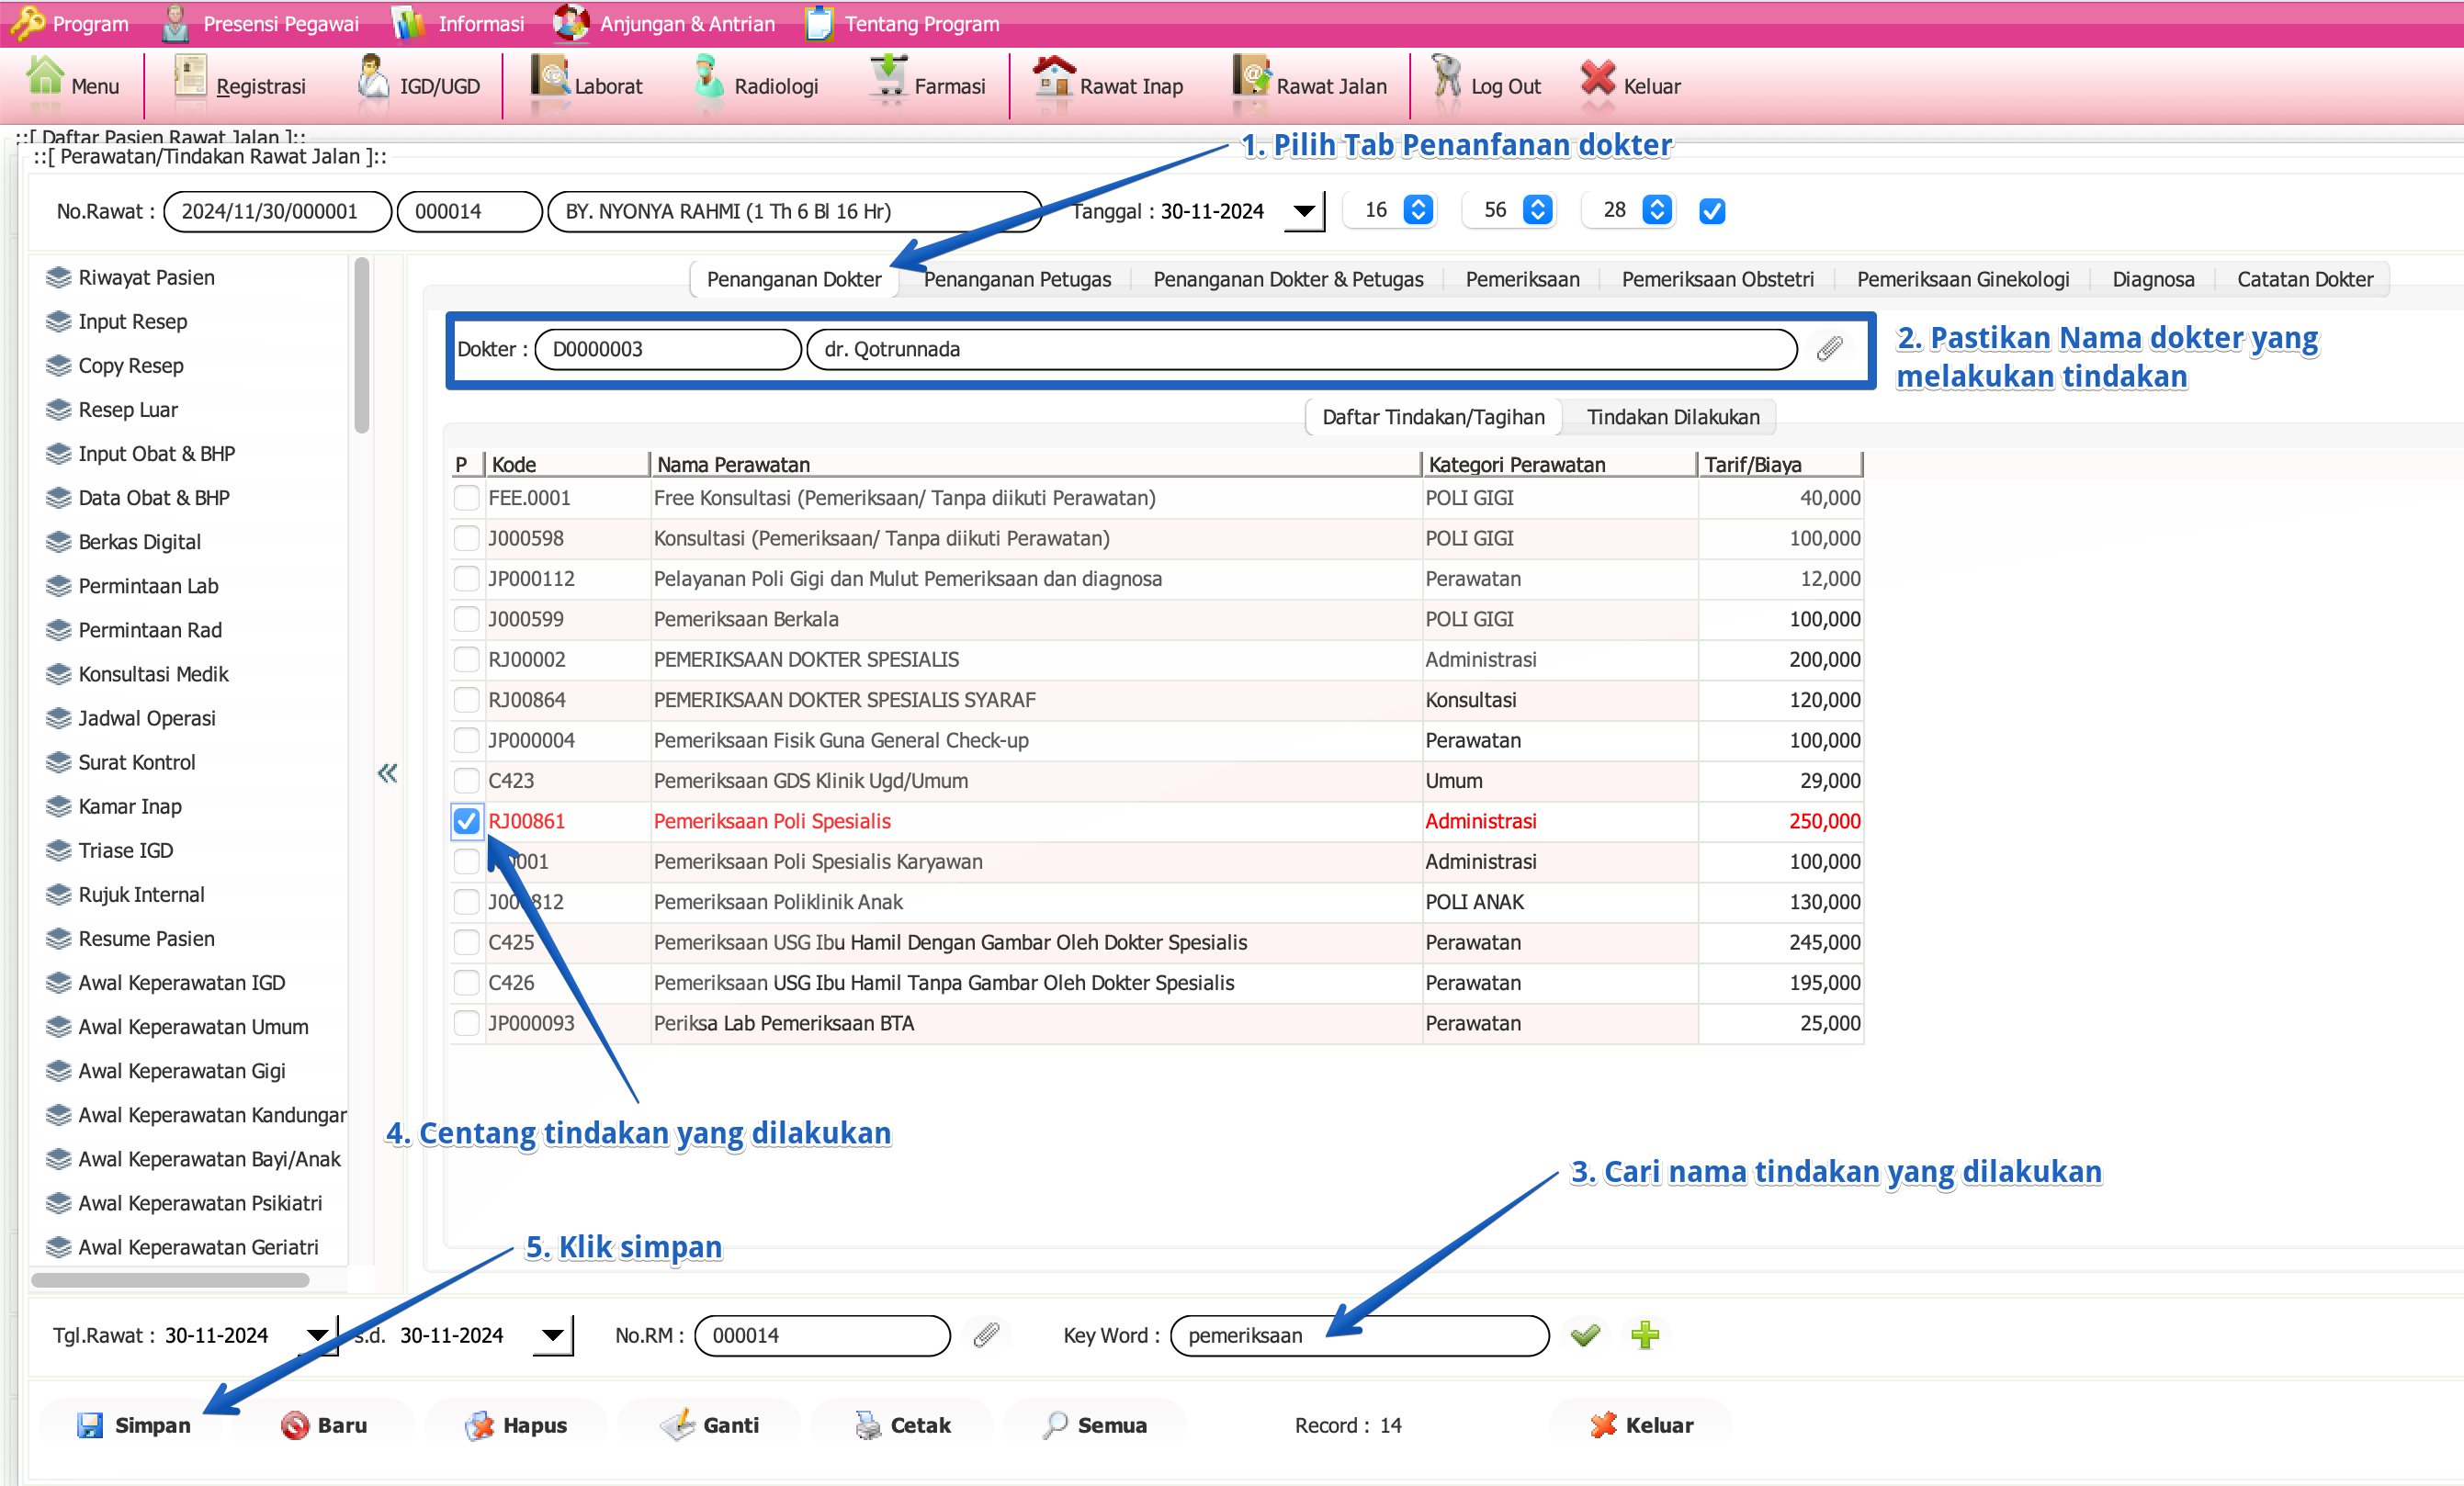 Program Presensi Pegawai Informasi Anjungan & Antrian Tentang Program
Menu Registrasi IGD/UGD Laborat Radiologi Farmasi Rawat Inap Rawat Jalan Log Out Keluar
::[ Daftar Pasien Rawat Jalan ]::
::[ Perawatan/Tindakan Rawat Jalan ]::
1. Pilih Tab Penanfanan dokter
No.Rawat : 2024/11/30/000001 000014 BY. NYONYA RAHMI (1 Th 6 Bl 16 Hr) Tanggal : 30-11-2024 16 56 28
Riwayat Pasien
Input Resep
Copy Resep
Resep Luar
Input Obat & BHP
Data Obat & BHP
Berkas Digital
Permintaan Lab
Permintaan Rad
Konsultasi Medik
Jadwal Operasi
Surat Kontrol
Kamar Inap
Triase IGD
Rujuk Internal
Resume Pasien
Awal Keperawatan IGD
Awal Keperawatan Umum
Awal Keperawatan Gigi
Awal Keperawatan Kandungan
Awal Keperawatan Bayi/Anak
Awal Keperawatan Psikiatri
Awal Keperawatan Geriatri
Penanganan Dokter Penanganan Petugas Penanganan Dokter & Petugas Pemeriksaan Pemeriksaan Obstetri Pemeriksaan Ginekologi Diagnosa Catatan Dokter
Dokter : D0000003 dr. Qotrunnada
2. Pastikan Nama dokter yang
melakukan tindakan
Daftar Tindakan/Tagihan Tindakan Dilakukan
P Kode Nama Perawatan Kategori Perawatan Tarif/Biaya
FEE.0001 Free Konsultasi (Pemeriksaan/ Tanpa diikuti Perawatan) POLI GIGI 40,000
J000598 Konsultasi (Pemeriksaan/ Tanpa diikuti Perawatan) POLI GIGI 100,000
JP000112 Pelayanan Poli Gigi dan Mulut Pemeriksaan dan diagnosa Perawatan 12,000
J000599 Pemeriksaan Berkala POLI GIGI 100,000
RJ00002 PEMERIKSAAN DOKTER SPESIALIS Administrasi 200,000
RJ00864 PEMERIKSAAN DOKTER SPESIALIS SYARAF Konsultasi 120,000
JP000004 Pemeriksaan Fisik Guna General Check-up Perawatan 100,000
C423 Pemeriksaan GDS Klinik Ugd/Umum Umum 29,000
RJ00861 Pemeriksaan Poli Spesialis Administrasi 250,000
Pemeriksaan Poli Spesialis Karyawan Administrasi 100,000
Pemeriksaan Poliklinik Anak POLI ANAK 130,000
C425 Pemeriksaan USG Ibu Hamil Dengan Gambar Oleh Dokter Spesialis Perawatan 245,000
C426 Pemeriksaan USG Ibu Hamil Tanpa Gambar Oleh Dokter Spesialis Perawatan 195,000
JP000093 Periksa Lab Pemeriksaan BTA Perawatan 25,000
4. Centang tindakan yang dilakukan
3. Cari nama tindakan yang dilakukan
5. Klik simpan
Tgl.Rawat : 30-11-2024 s.d. 30-11-2024 No.RM : 000014 Key Word : pemeriksaan
Simpan Baru Hapus Ganti Cetak Semua Record : 14 Keluar